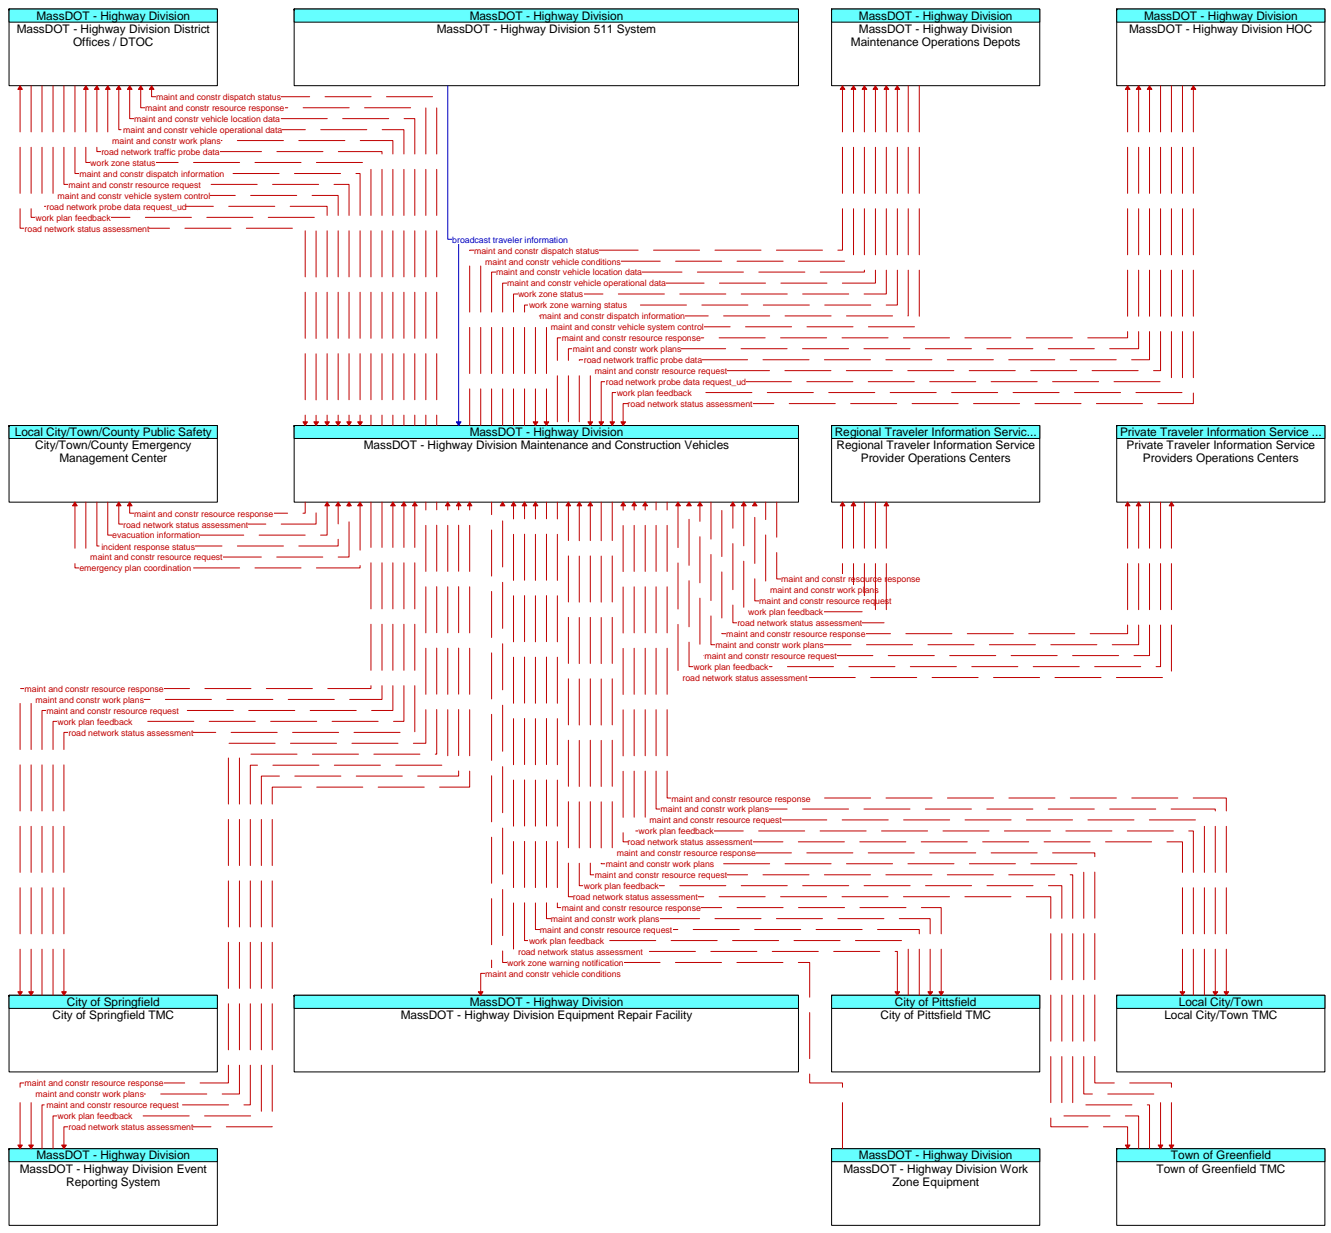 MassDOT - Highway Division
MassDOT - Highway Division District
Offices / DTOC
MassDOT - Highway Division
MassDOT - Highway Division 511 System
MassDOT - Highway Division
MassDOT - Highway Division
Maintenance Operations Depots
MassDOT - Highway Division
MassDOT - Highway Division HOC
maint and constr dispatch status
maint and constr resource response
maint and constr vehicle location data
maint and constr vehicle operational data
maint and constr work plans
road network traffic probe data
work zone status
maint and constr dispatch information
maint and constr resource request
maint and constr vehicle system control
road network probe data request_ud
work plan feedback
road network status assessment
broadcast traveler information
maint and constr dispatch status
maint and constr vehicle conditions
maint and constr vehicle location data
maint and constr vehicle operational data
work zone status
work zone warning status
maint and constr dispatch information
maint and constr vehicle system control
maint and constr resource response
maint and constr work plans
road network traffic probe data
maint and constr resource request
road network probe data request_ud
work plan feedback
road network status assessment
Local City/Town/County Public Safety
City/Town/County Emergency
Management Center
MassDOT - Highway Division
MassDOT - Highway Division Maintenance and Construction Vehicles
Regional Traveler Information Servic...
Regional Traveler Information Service
Provider Operations Centers
Private Traveler Information Service ...
Private Traveler Information Service
Providers Operations Centers
maint and constr resource response
road network status assessment
evacuation information
incident response status
maint and constr resource request
emergency plan coordination
maint and constr resource response
maint and constr work plans
maint and constr resource request
work plan feedback
road network status assessment
maint and constr resource response
maint and constr work plans
maint and constr resource request
work plan feedback
road network status assessment
maint and constr resource response
maint and constr work plans
maint and constr resource request
work plan feedback
road network status assessment
maint and constr resource response
maint and constr work plans
maint and constr resource request
work plan feedback
road network status assessment
maint and constr resource response
maint and constr work plans
maint and constr resource request
work plan feedback
road network status assessment
maint and constr resource response
maint and constr work plans
maint and constr resource request
work plan feedback
road network status assessment
work zone warning notification
maint and constr vehicle conditions
City of Springfield
City of Springfield TMC
MassDOT - Highway Division
MassDOT - Highway Division Equipment Repair Facility
City of Pittsfield
City of Pittsfield TMC
Local City/Town
Local City/Town TMC
maint and constr resource response
maint and constr work plans
maint and constr resource request
work plan feedback
road network status assessment
MassDOT - Highway Division
MassDOT - Highway Division Event
Reporting System
MassDOT - Highway Division
MassDOT - Highway Division Work
Zone Equipment
Town of Greenfield
Town of Greenfield TMC